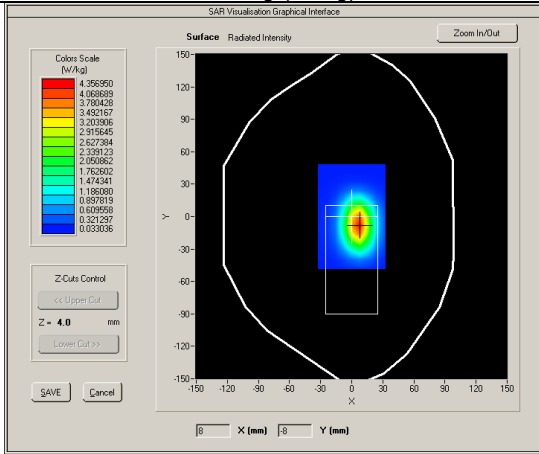 SAR Visualisation Graphical Interface
Surface Radiated Intensity
Zoom In/Out
Colors Scale
(W/kg)
4.356950
4.068689
3.780428
3.492167
3.203906
2.915645
2.627384
2.339123
2.050862
1.762602
1.474341
1.186080
0.897819
0.609558
0.321297
0.033036
Z-Cuts Control
<< Upper Cut
Z = 4.0 mm
Lower Cut >>
SAVE Cancel
150
120
90
60
30
0
-30
-60
-90
-120
-150
Y
-150 -120 -90 -60 -30 0 30 60 90 120 150
X
8 X (mm) -8 Y (mm)